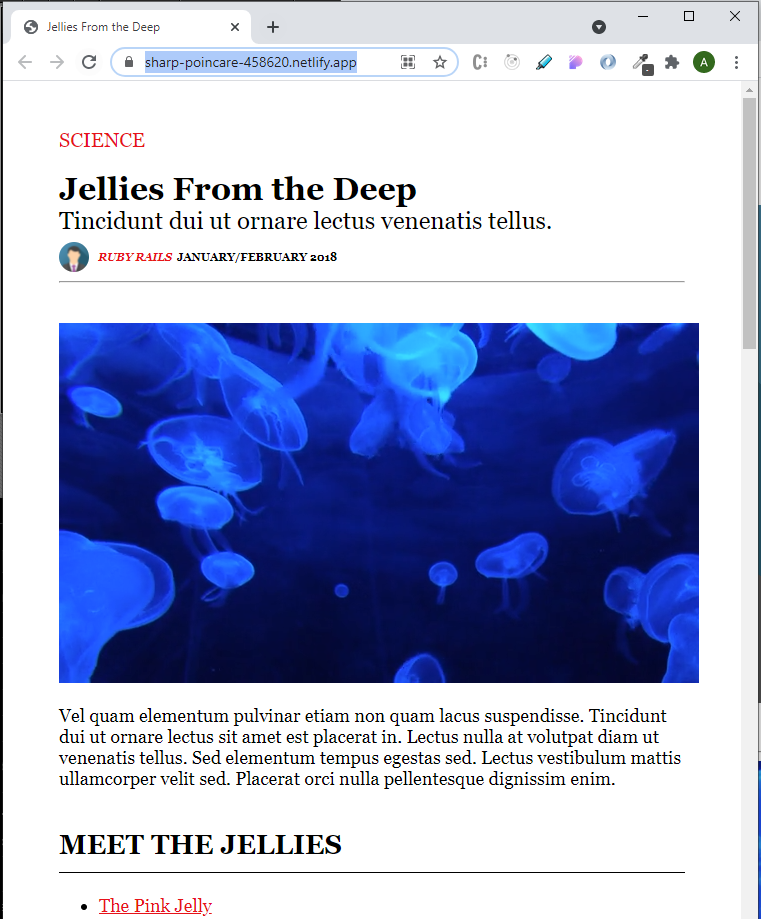 Jellies From the Deep
sharp-poincare-458620.netlify.app
A
SCIENCE
Jellies From the Deep
Tincidunt dui ut ornare lectus venenatis tellus.
RUBY RAILS JANUARY/FEBRUARY 2018
Vel quam elementum pulvinar etiam non quam lacus suspendisse. Tincidunt
dui ut ornare lectus sit amet est placerat in. Lectus nulla at volutpat diam ut
venenatis tellus. Sed elementum tempus egestas sed. Lectus vestibulum mattis
ullamcorper velit sed. Placerat orci nulla pellentesque dignissim enim.
MEET THE JELLIES
• The Pink Jelly